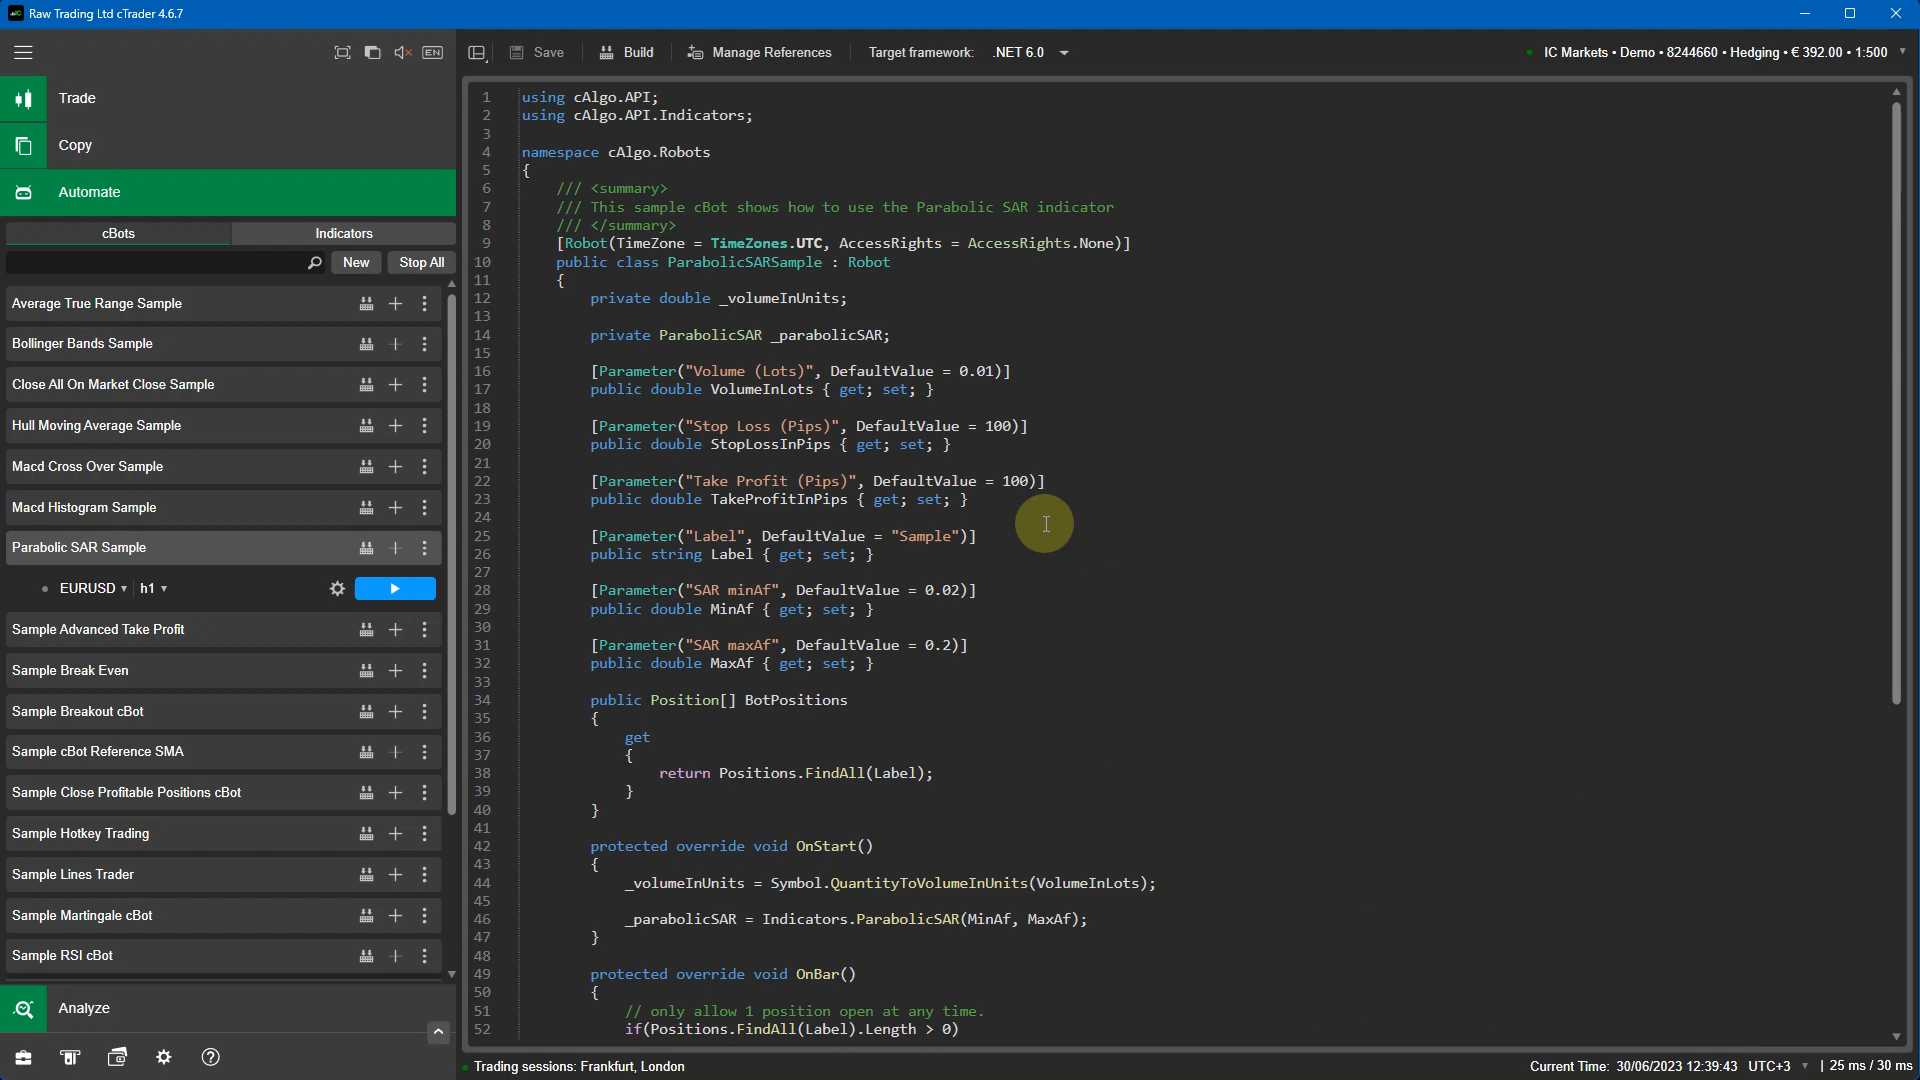 Raw Trading Ltd cTrader 4.6.7
EN
Save
Build
Manage References
Target framework: .NET 6.0
IC Markets • Demo • 8244660 • Hedging • € 392.00 • 1:500
Trade
Copy
Automate
cBots
Indicators
New
Stop All
Average True Range Sample
Bollinger Bands Sample
Close All On Market Close Sample
Hull Moving Average Sample
Macd Cross Over Sample
Macd Histogram Sample
Parabolic SAR Sample
EURUSD h1
Sample Advanced Take Profit
Sample Break Even
Sample Breakout cBot
Sample cBot Reference SMA
Sample Close Profitable Positions cBot
Sample Hotkey Trading
Sample Lines Trader
Sample Martingale cBot
Sample RSI cBot
Analyze
1 using cAlgo.API;
2 using cAlgo.API.Indicators;
3
4 namespace cAlgo.Robots
5 {
6 /// <summary>
7 /// This sample cBot shows how to use the Parabolic SAR indicator
8 /// </summary>
9 [Robot(TimeZone = TimeZones.UTC, AccessRights = AccessRights.None)]
10 public class ParabolicSARSample : Robot
11 {
12 private double _volumeInUnits;
13
14 private ParabolicSAR _parabolicSAR;
15
16 [Parameter("Volume (Lots)", DefaultValue = 0.01)]
17 public double VolumeInLots { get; set; }
18
19 [Parameter("Stop Loss (Pips)", DefaultValue = 100)]
20 public double StopLossInPips { get; set; }
21
22 [Parameter("Take Profit (Pips)", DefaultValue = 100)]
23 public double TakeProfitInPips { get; set; }
24
25 [Parameter("Label", DefaultValue = "Sample")]
26 public string Label { get; set; }
27
28 [Parameter("SAR minAf", DefaultValue = 0.02)]
29 public double MinAf { get; set; }
30
31 [Parameter("SAR maxAf", DefaultValue = 0.2)]
32 public double MaxAf { get; set; }
33
34 public Position[] BotPositions
35 {
36 get
37 {
38 return Positions.FindAll(Label);
39 }
40 }
41
42 protected override void OnStart()
43 {
44 _volumeInUnits = Symbol.QuantityToVolumeInUnits(VolumeInLots);
45
46 _parabolicSAR = Indicators.ParabolicSAR(MinAf, MaxAf);
47 }
48
49 protected override void OnBar()
50 {
51 // only allow 1 position open at any time.
52 if(Positions.FindAll(Label).Length > 0)
Trading sessions: Frankfurt, London
Current Time: 30/06/2023 12:39:43 UTC+3 | 25 ms / 30 ms